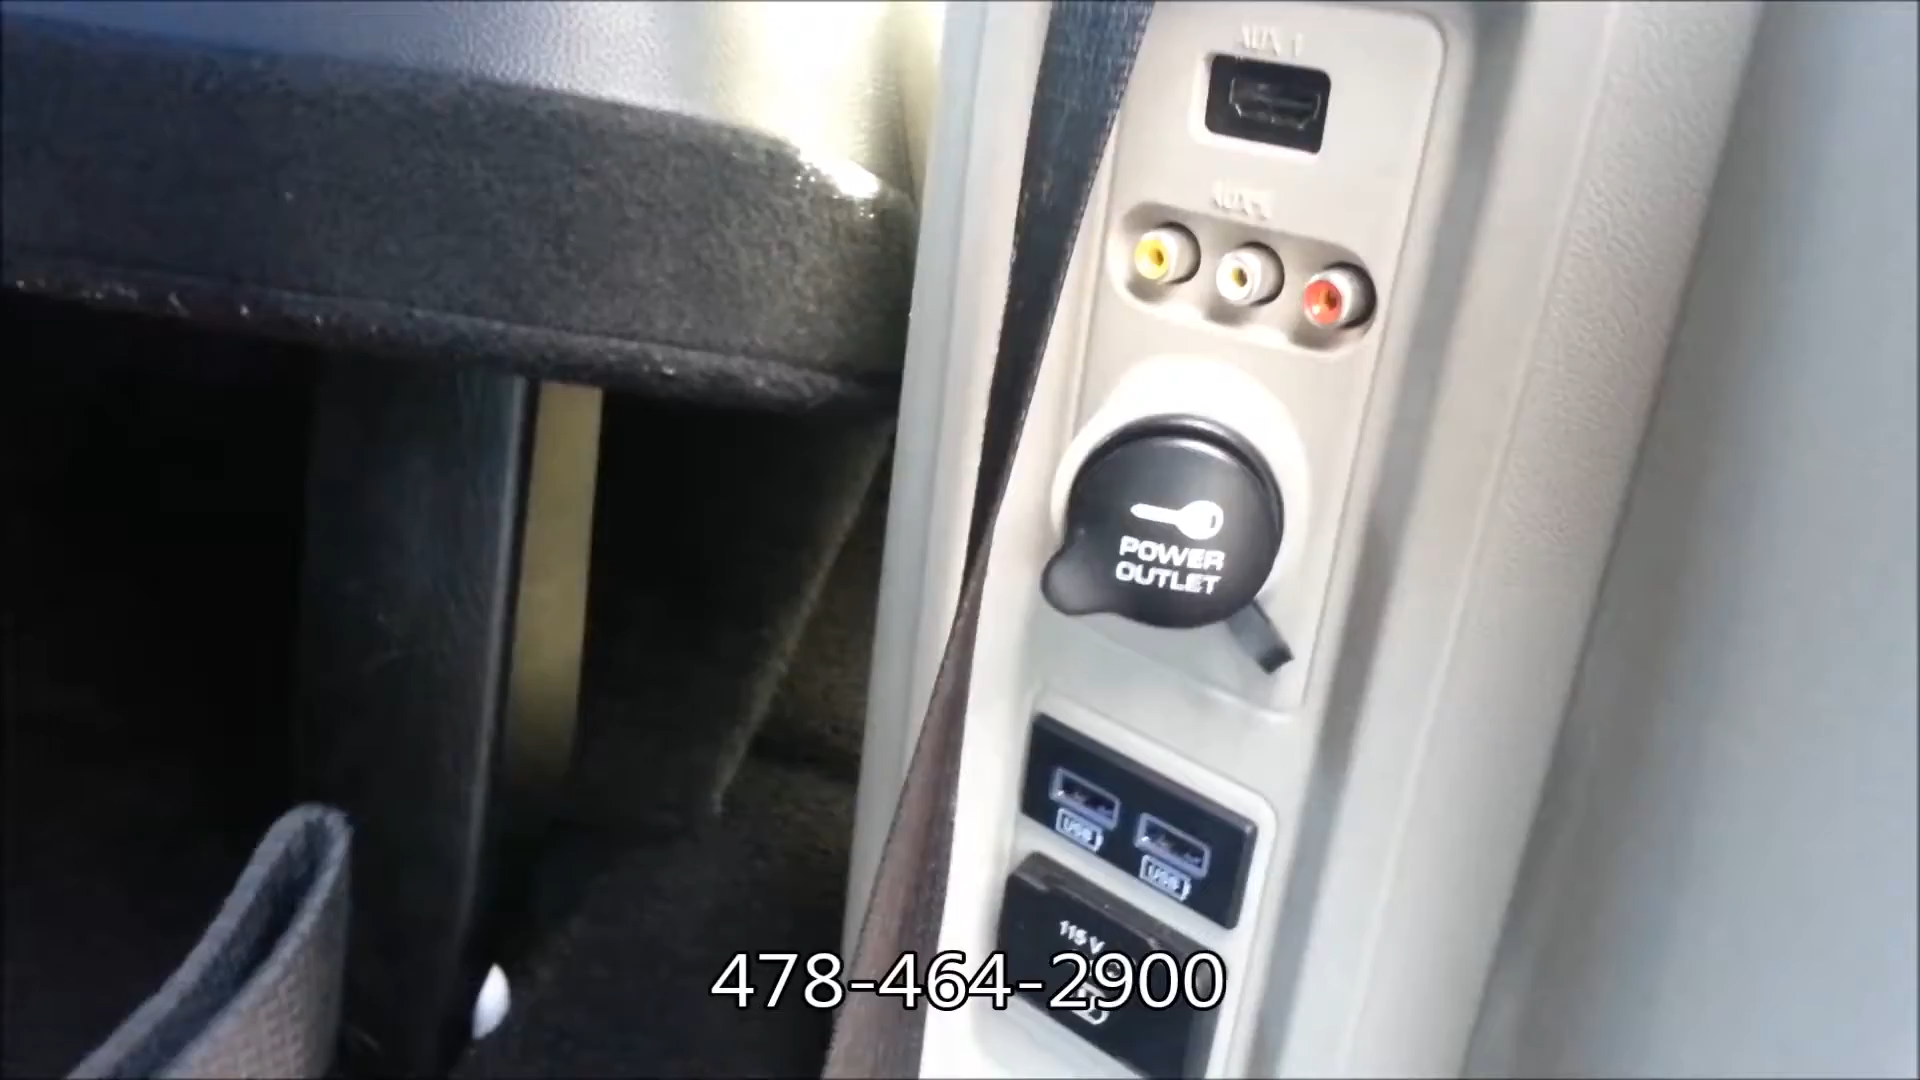 AUX 1
AUX 2
POWER
OUTLET
USB
USB
115 V
478-464-2900